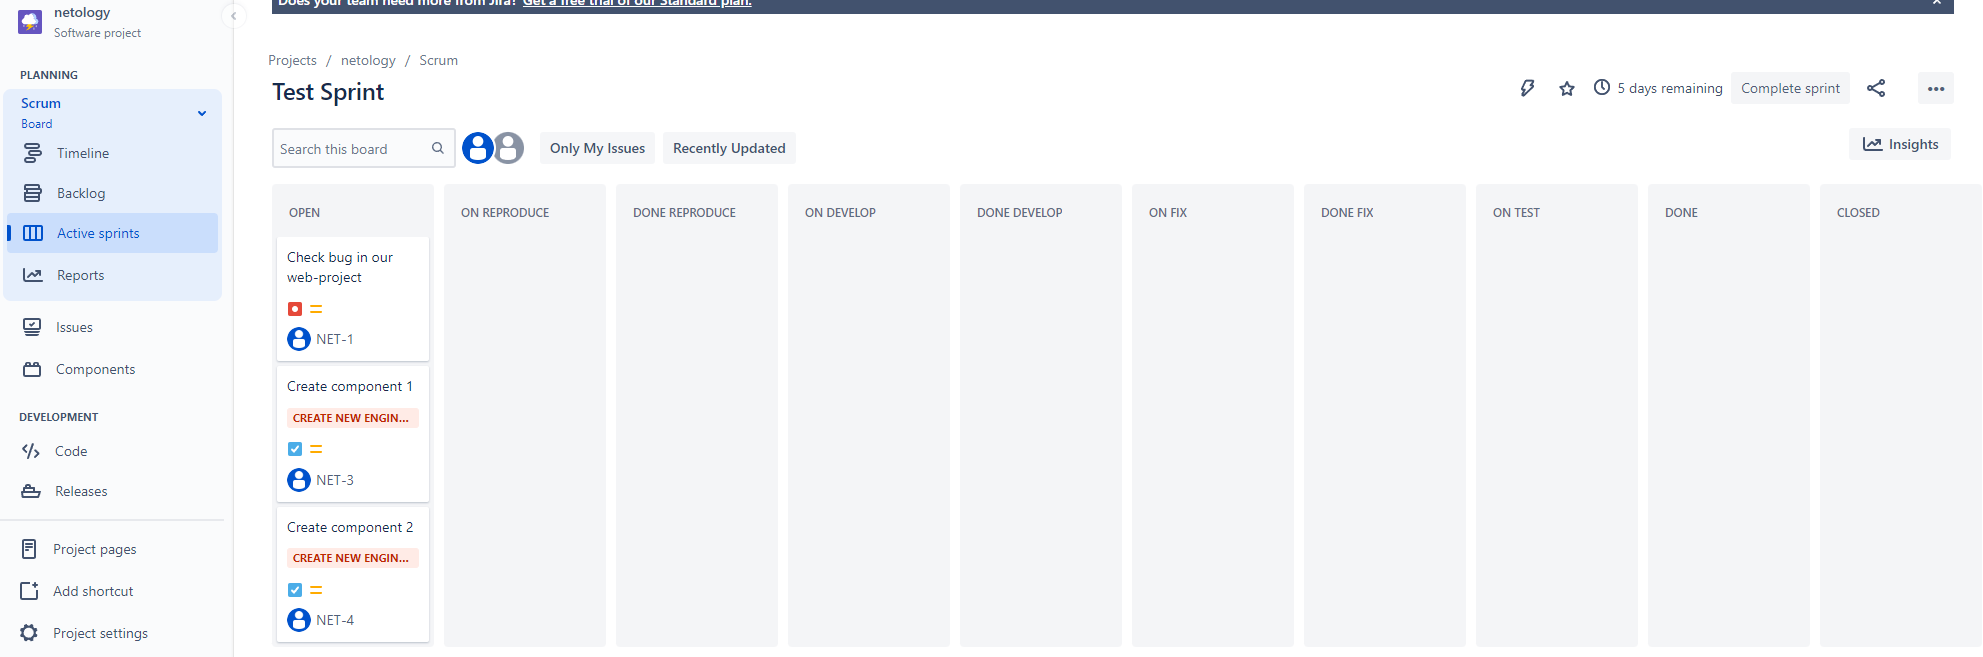 netology
Software project
PLANNING
Scrum
Board
Timeline
Backlog
Active sprints
Reports
Issues
Components
DEVELOPMENT
Code
Releases
Project pages
Add shortcut
Project settings
Does your team need more from Jira? Get a free trial of our Standard plan.
Projects / netology / Scrum
Test Sprint
5 days remaining
Complete sprint
Search this board
Only My Issues
Recently Updated
Insights
OPEN
ON REPRODUCE
DONE REPRODUCE
ON DEVELOP
DONE DEVELOP
ON FIX
DONE FIX
ON TEST
DONE
CLOSED
Check bug in our
web-project
NET-1
Create component 1
CREATE NEW ENGIN...
NET-3
Create component 2
CREATE NEW ENGIN...
NET-4